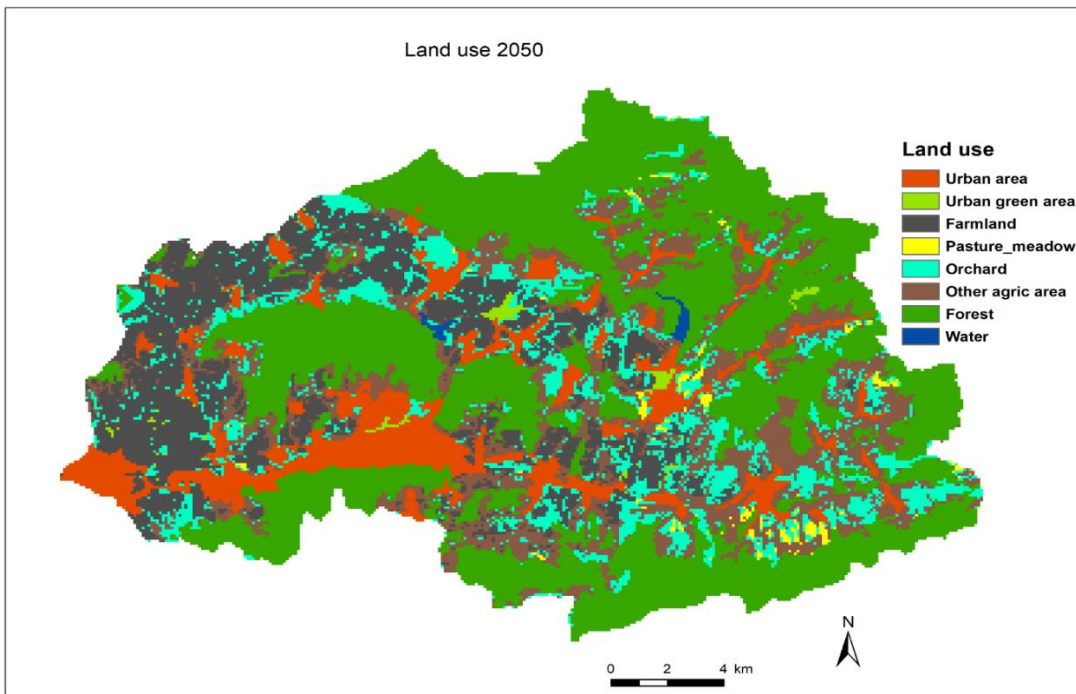 Land use 2050
Land use
Urban area
Urban green area
Farmland
Pasture_meadow
Orchard
Other agric area
Forest
Water
N
0 2 4 km